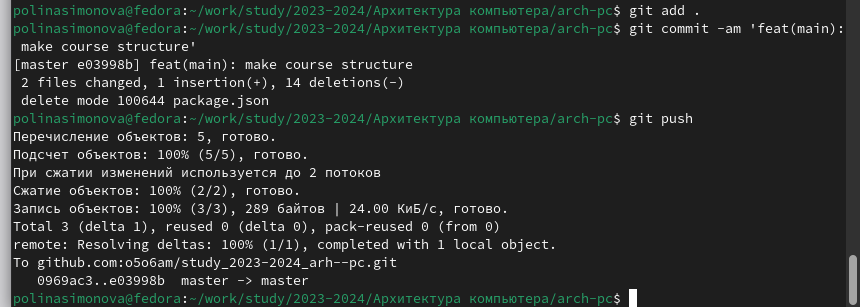 polinasimonova@fedora:~/work/study/2023-2024/Архитектура компьютера/arch-pc$ git add .
polinasimonova@fedora:~/work/study/2023-2024/Архитектура компьютера/arch-pc$ git commit -am 'feat(main):
 make course structure'
[master e03998b] feat(main): make course structure
 2 files changed, 1 insertion(+), 14 deletions(-)
 delete mode 100644 package.json
polinasimonova@fedora:~/work/study/2023-2024/Архитектура компьютера/arch-pc$ git push
Перечисление объектов: 5, готово.
Подсчет объектов: 100% (5/5), готово.
При сжатии изменений используется до 2 потоков
Сжатие объектов: 100% (2/2), готово.
Запись объектов: 100% (3/3), 289 байтов | 24.00 КиБ/с, готово.
Total 3 (delta 1), reused 0 (delta 0), pack-reused 0 (from 0)
remote: Resolving deltas: 100% (1/1), completed with 1 local object.
To github.com:o5o6am/study_2023-2024_arh--pc.git
   0969ac3..e03998b  master -> master
polinasimonova@fedora:~/work/study/2023-2024/Архитектура компьютера/arch-pc$